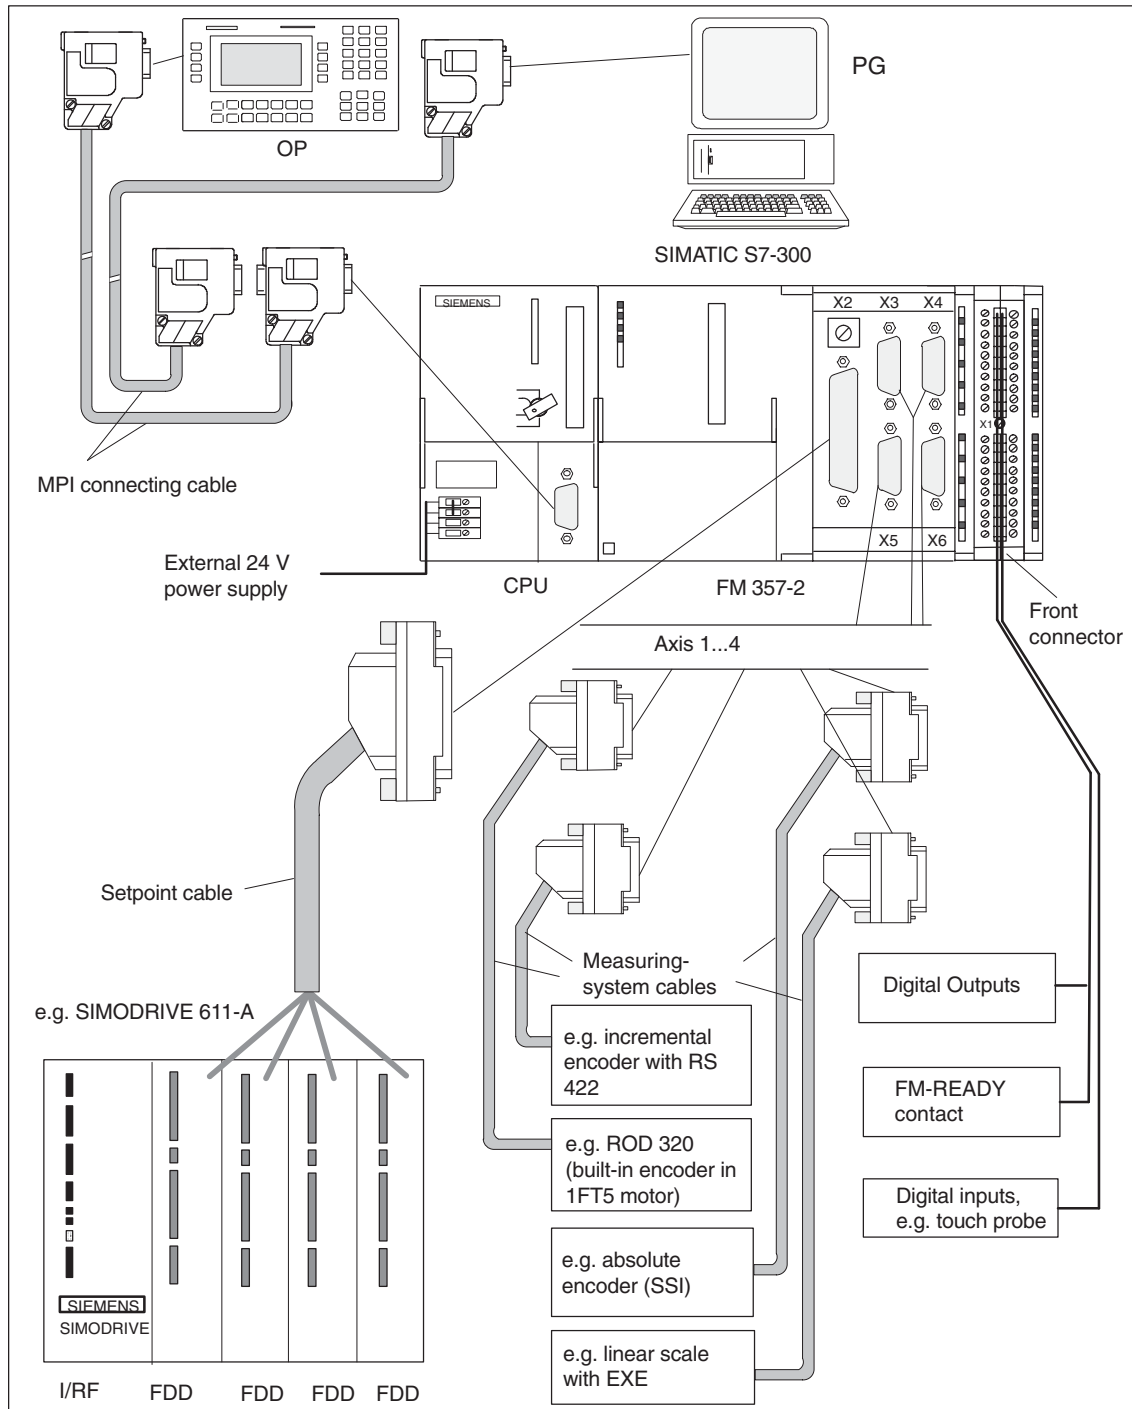 PG
OP
SIMATIC S7-300
SIEMENS
X2
X3
X4
X1
MPI connecting cable
X5
X6
External 24 V
power supply
CPU
FM 357-2
Front
connector
Axis 1...4
Setpoint cable
Measuring-
system cables
Digital Outputs
e.g. SIMODRIVE 611-A
e.g. incremental
encoder with RS
422
FM-READY
contact
e.g. ROD 320
(built-in encoder in
1FT5 motor)
Digital inputs,
e.g. touch probe
e.g. absolute
encoder (SSI)
SIEMENS
SIMODRIVE
e.g. linear scale
with EXE
I/RF
FDD
FDD
FDD
FDD